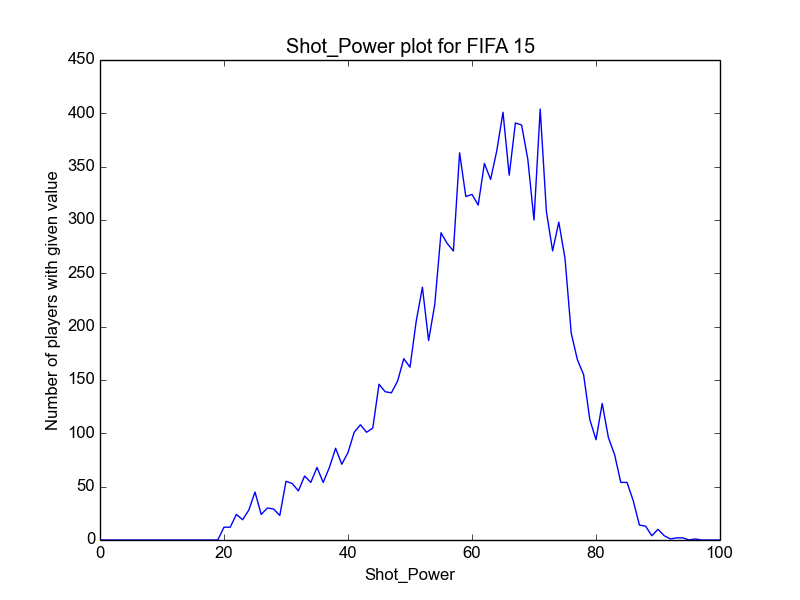 Shot_Power plot for FIFA 15
450
400
350
300
250
200
150
100
50
0
Number of players with given value
0 20 40 60 80 100
Shot_Power